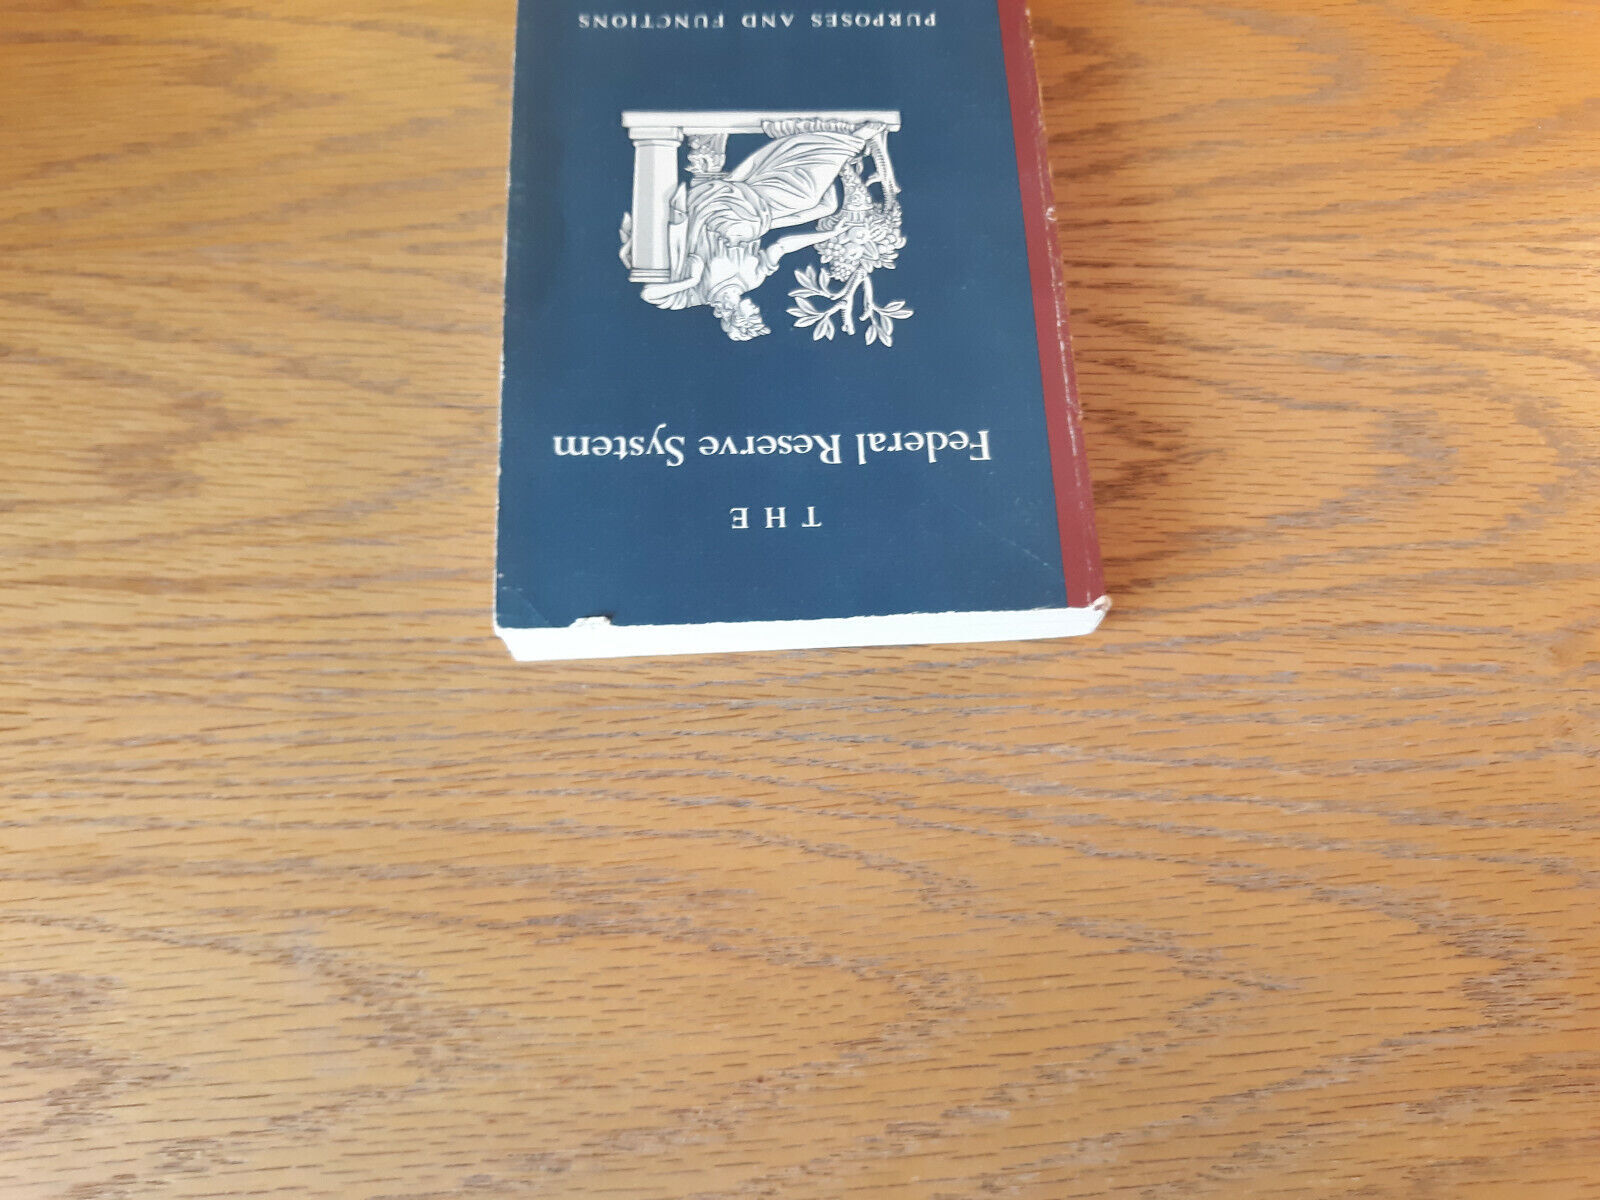 THE
Federal Reserve System
PURPOSES AND FUNCTIONS